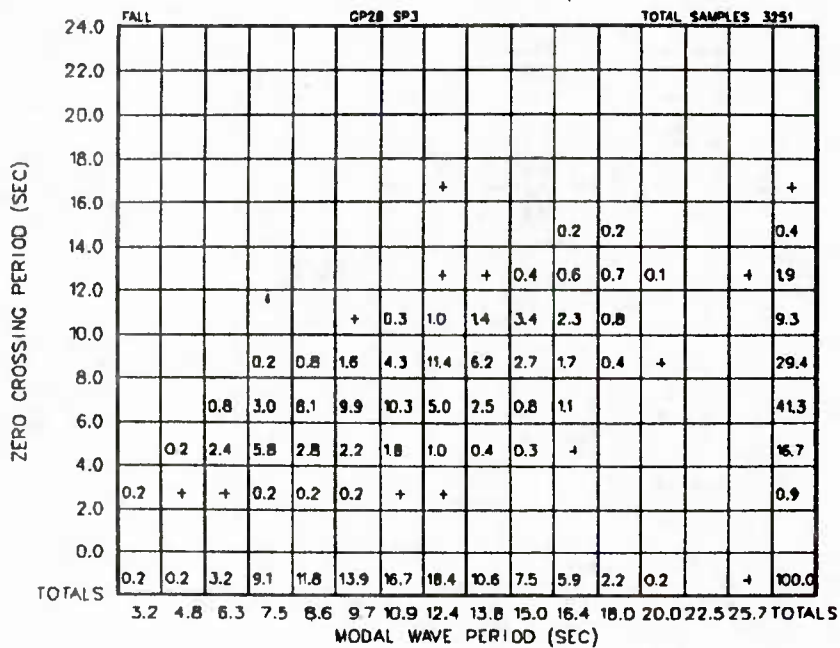 FALL GP28 SP3 TOTAL SAMPLES 3251
24.0
22.0
20.0
18.0
+ +
16.0
0.2 0.2 0.4
14.0
+ + 0.4 0.6 0.7 0.1 + 1.9
12.0
+ 0.3 1.0 1.4 3.4 2.3 0.8 9.3
10.0
0.2 0.8 1.6 4.3 11.4 6.2 2.7 1.7 0.4 + 29.4
8.0
0.8 3.0 8.1 9.9 10.3 5.0 2.5 0.8 1.1 41.3
6.0
0.2 2.4 5.8 2.8 2.2 1.8 1.0 0.4 0.3 + 16.7
4.0
0.2 + + 0.2 0.2 0.2 + + 0.9
2.0
0.0
TOTALS 0.2 0.2 3.2 9.1 11.8 13.9 16.7 18.4 10.6 7.5 5.9 2.2 0.2 + 100.0
3.2 4.8 6.3 7.5 8.6 9.7 10.9 12.4 13.8 15.0 16.4 18.0 20.0 22.5 25.7 TOTALS
MODAL WAVE PERIOD (SEC)
ZERO CROSSING PERIOD (SEC)